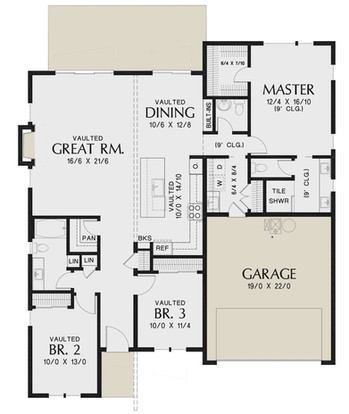 6/4 X 7/10
MASTER
12/4 x 16/10
(9' CLG.)
VAULTED
DINING
10/6 x 12/8
BUILT-INS
VAULTED
GREAT RM.
16/6 x 21/6
(9' CLG.)
VAULTED
10/0 x 14/10
W
D
6/4 x 8/4
(9' CLG.)
TILE
SHWR
PAN
BKS
REF
LIN
LIN
GARAGE
19/0 x 22/0
VAULTED
BR. 3
10/0 x 11/4
VAULTED
BR. 2
10/0 x 13/0